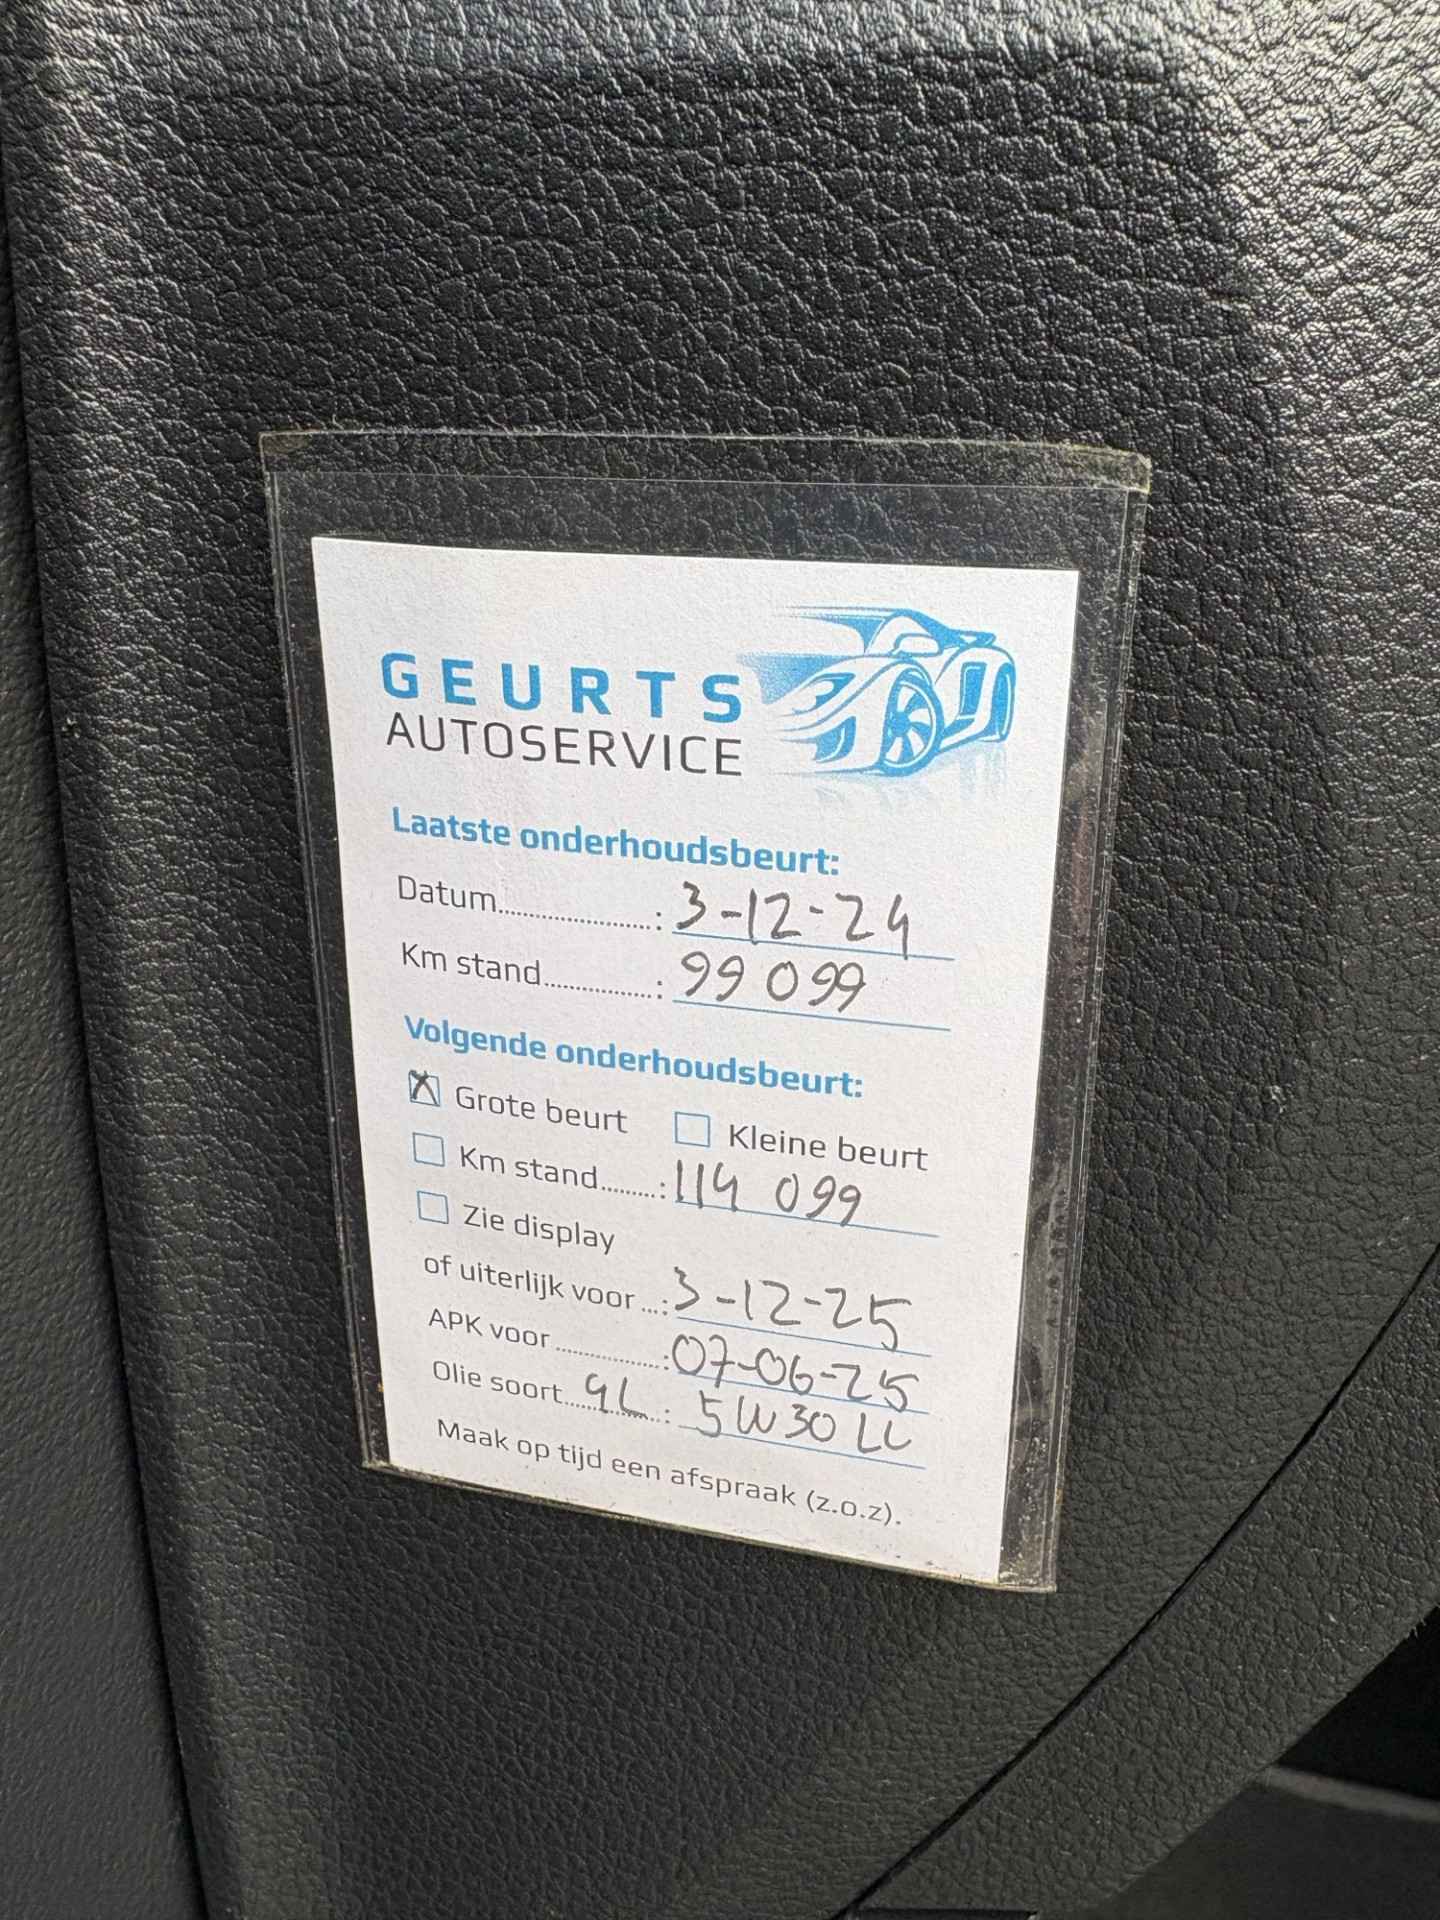 GEURTS
AUTOSERVICE
Laatste onderhoudsbeurt:
Datum....................: 3-12-24
Km stand...............: 99 099
Volgende onderhoudsbeurt:
☒ Grote beurt ☐ Kleine beurt
☐ Km stand.........: 114 099
☐ Zie display
of uiterlijk voor ...: 3-12-25
APK voor ................: 07-06-25
Olie soort..9L..: 5W30 LL
Maak op tijd een afspraak (z.o.z).